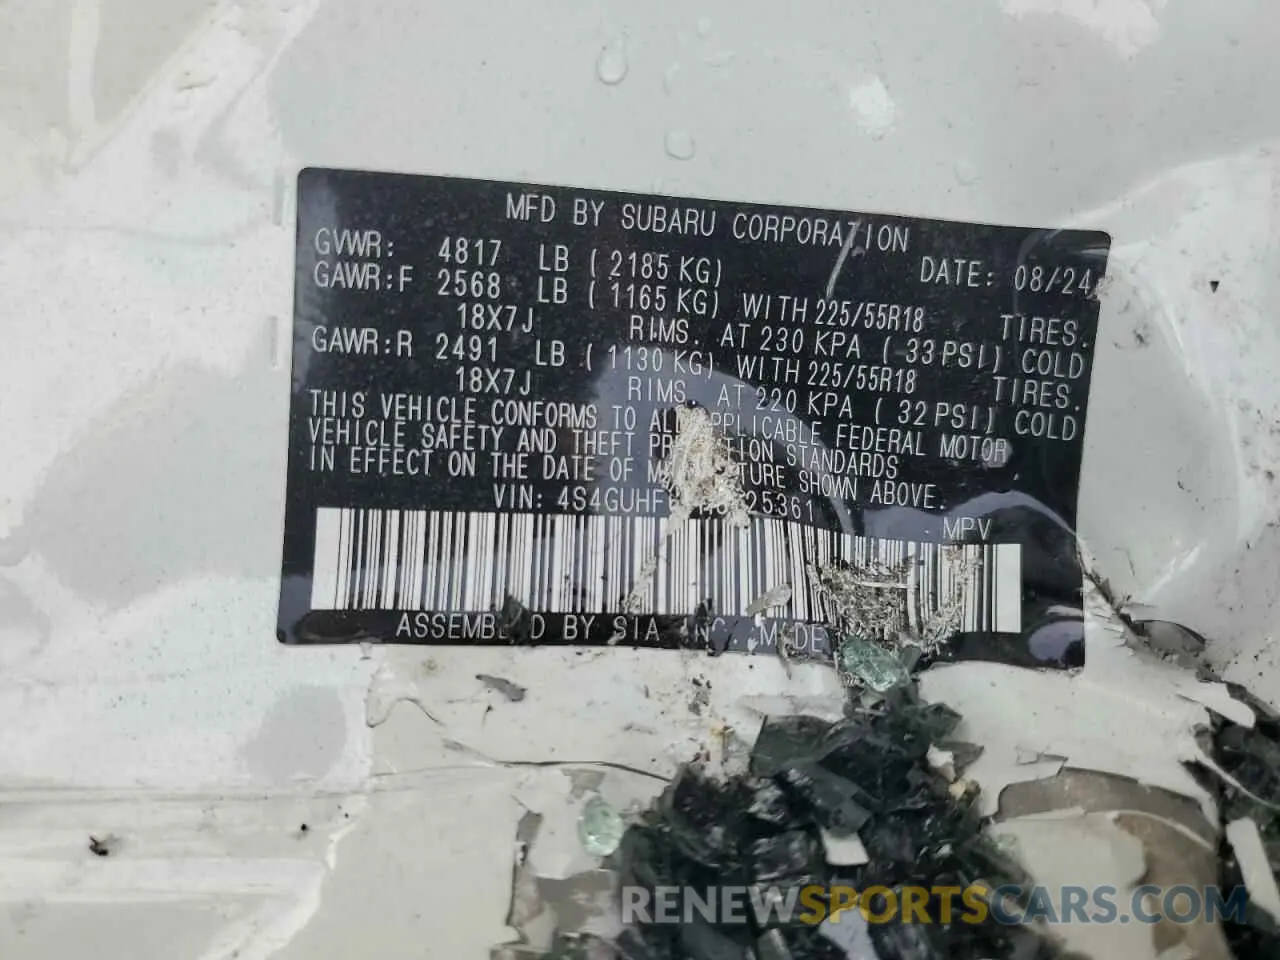 MFD BY SUBARU CORPORATION
GVWR: 4817 LB ( 2185 KG) DATE: 08/24
GAWR:F 2568 LB ( 1165 KG) WITH 225/55R18 TIRES.
18X7J RIMS. AT 230 KPA ( 33 PSI) COLD
GAWR:R 2491 LB ( 1130 KG) WITH 225/55R18 TIRES.
18X7J RIMS. AT 220 KPA ( 32 PSI) COLD
THIS VEHICLE CONFORMS TO ALL APPLICABLE FEDERAL MOTOR
VEHICLE SAFETY AND THEFT PREVENTION STANDARDS
IN EFFECT ON THE DATE OF MANUFACTURE SHOWN ABOVE.
VIN: MPV
ASSEMBLED BY SIA INC. MADE
RENEWSPORTSCARS.COM